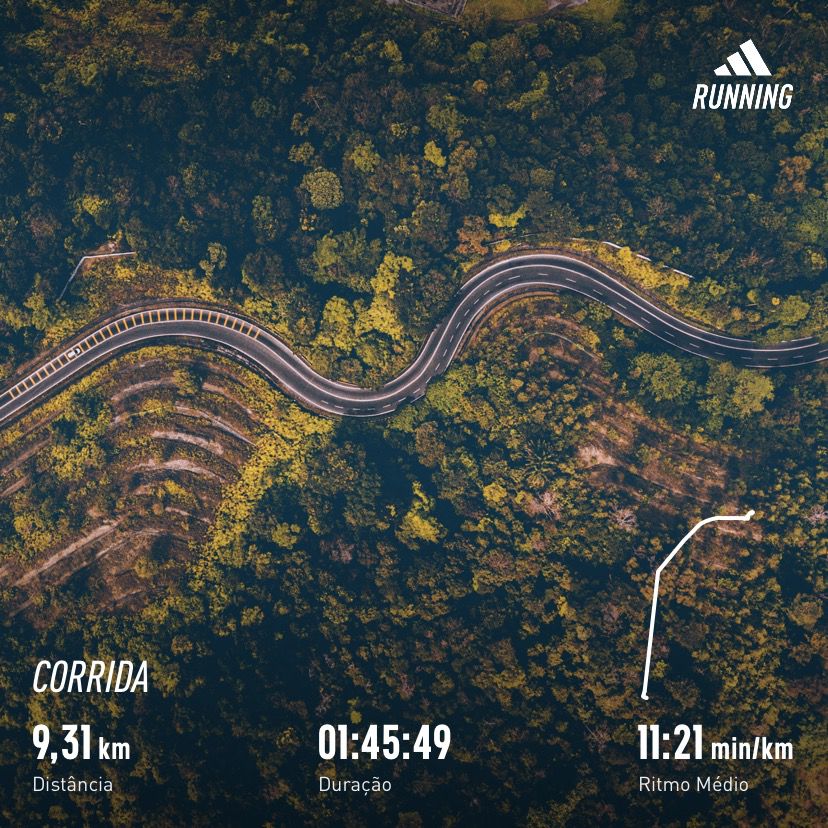 RUNNING
CORRIDA
9,31 km
01:45:49
11:21 min/km
Distância
Duração
Ritmo Médio